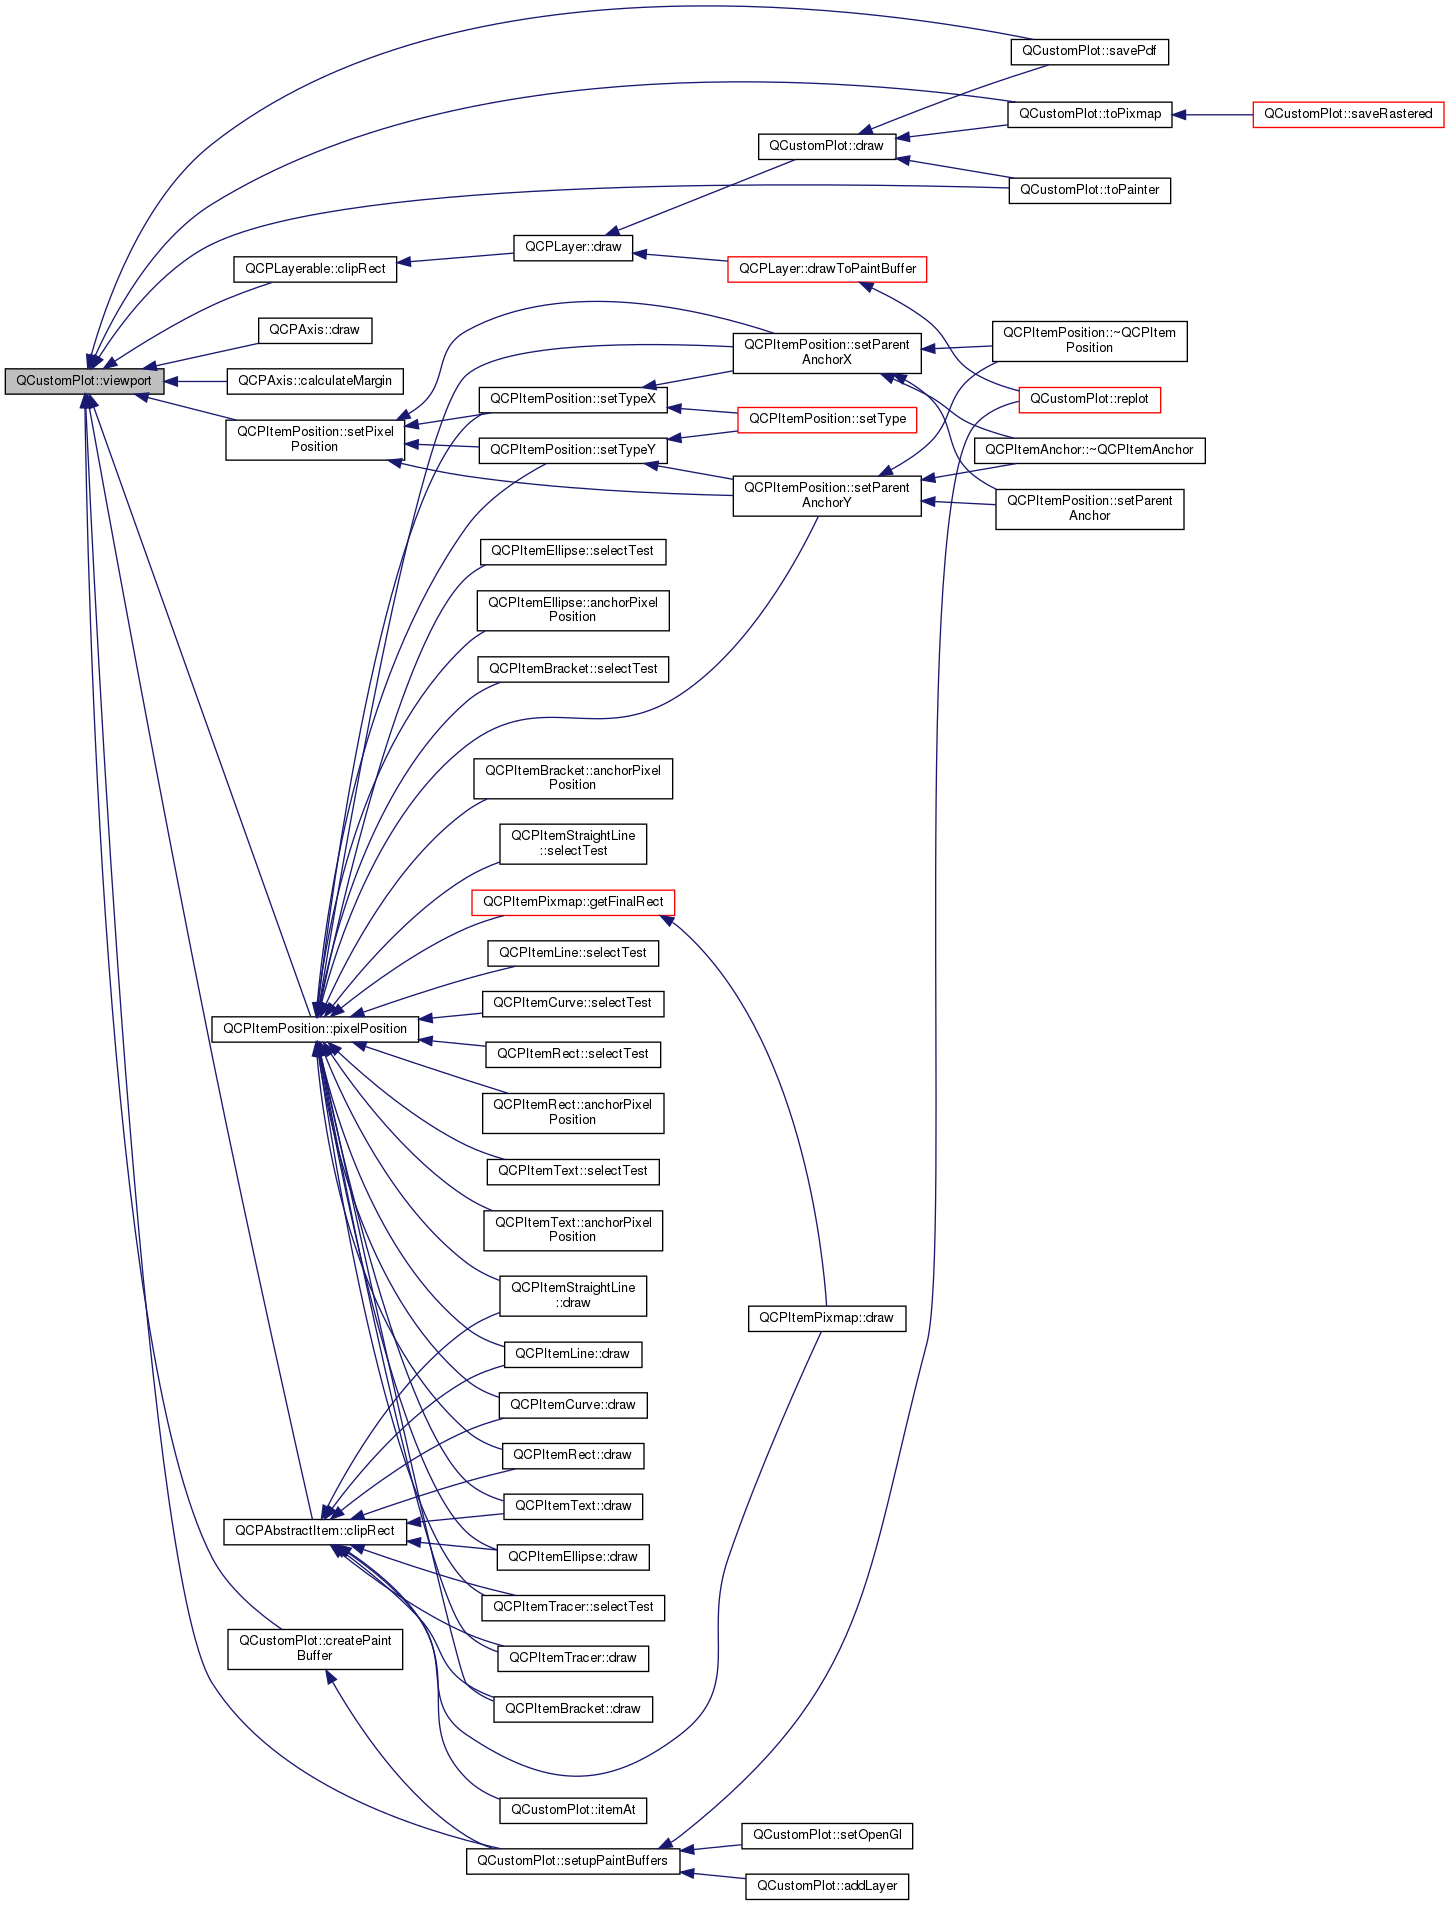 QCustomPlot::savePdf
QCustomPlot::toPixmap
QCustomPlot::saveRastered
QCustomPlot::draw
QCustomPlot::toPainter
QCPLayer::draw
QCPLayerable::clipRect
QCPLayer::drawToPaintBuffer
QCPAxis::draw
QCPItemPosition::~QCPItem
Position
QCPItemPosition::setParent
AnchorX
QCustomPlot::viewport
QCPAxis::calculateMargin
QCPItemPosition::setTypeX
QCustomPlot::replot
QCPItemPosition::setType
QCPItemPosition::setPixel
Position
QCPItemPosition::setTypeY
QCPItemAnchor::~QCPItemAnchor
QCPItemPosition::setParent
AnchorY
QCPItemPosition::setParent
Anchor
QCPItemEllipse::selectTest
QCPItemEllipse::anchorPixel
Position
QCPItemBracket::selectTest
QCPItemBracket::anchorPixel
Position
QCPItemStraightLine
::selectTest
QCPItemPixmap::getFinalRect
QCPItemLine::selectTest
QCPItemCurve::selectTest
QCPItemPosition::pixelPosition
QCPItemRect::selectTest
QCPItemRect::anchorPixel
Position
QCPItemText::selectTest
QCPItemText::anchorPixel
Position
QCPItemStraightLine
::draw
QCPItemPixmap::draw
QCPItemLine::draw
QCPItemCurve::draw
QCPItemRect::draw
QCPItemText::draw
QCPAbstractItem::clipRect
QCPItemEllipse::draw
QCPItemTracer::selectTest
QCustomPlot::createPaint
Buffer
QCPItemTracer::draw
QCPItemBracket::draw
QCustomPlot::itemAt
QCustomPlot::setOpenGl
QCustomPlot::setupPaintBuffers
QCustomPlot::addLayer